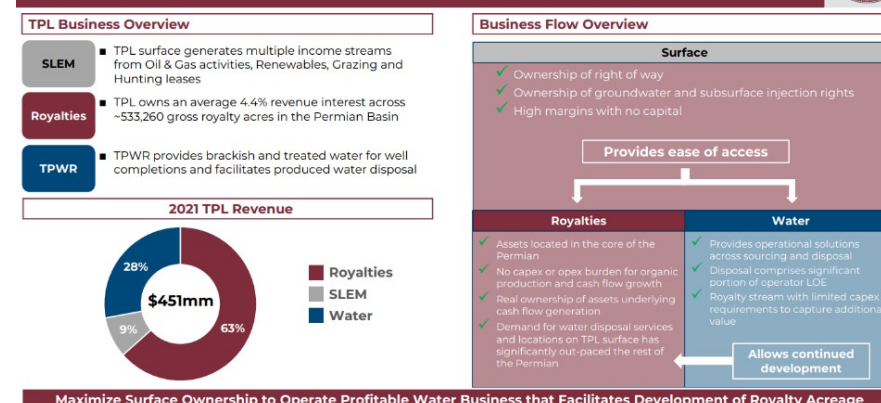 TPL Business Overview
SLEM
■ TPL surface generates multiple income streams
from Oil & Gas activities, Renewables, Grazing and
Hunting leases
Royalties
■ TPL owns an average 4.4% revenue interest across
~533,260 gross royalty acres in the Permian Basin
TPWR
■ TPWR provides brackish and treated water for well
completions and facilitates produced water disposal
2021 TPL Revenue
28%
$451mm
9%
63%
Royalties
SLEM
Water
Business Flow Overview
Surface
✓ Ownership of right of way
✓ Ownership of groundwater and subsurface injection rights
✓ High margins with no capital
Provides ease of access
Royalties
✓ Assets located in the core of the
Permian
✓ No capex or opex burden for organic
production and cash flow growth
✓ Real ownership of assets underlying
cash flow generation
✓ Demand for water disposal services
and locations on TPL surface has
significantly out-paced the rest of
the Permian
Water
✓ Provides operational solutions
across sourcing and disposal
✓ Disposal comprises significant
portion of operator LOE
✓ Royalty stream with limited capex
requirements to capture additiona
value
Allows continued
development
Maximize Surface Ownership to Operate Profitable Water Business that Facilitates Development of Royalty Acreage